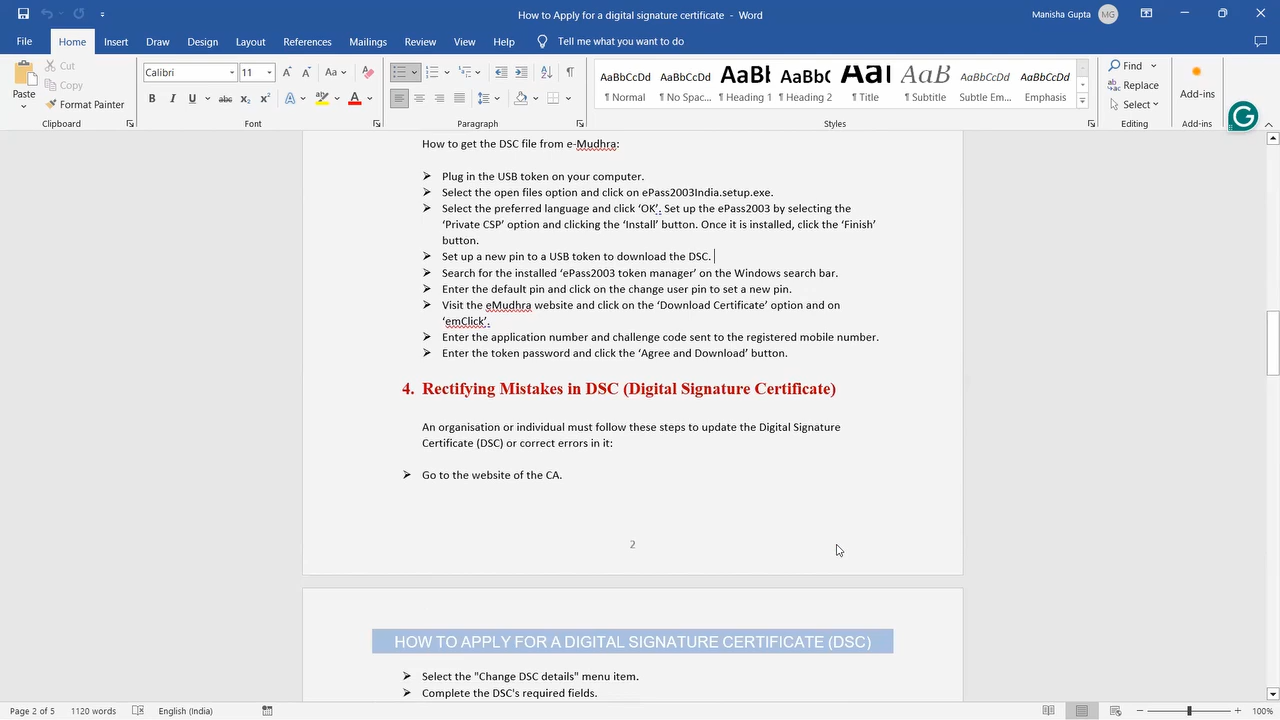 How to Apply for a digital signature certificate - Word
Manisha Gupta MG
File Home Insert Draw Design Layout References Mailings Review View Help Tell me what you want to do
Paste
Cut
Copy
Format Painter
Clipboard
Calibri 11
Aa
B I U abc x₂ x²
A A
Font
Paragraph
AaBbCcDd AaBbCcDd AaBb( AaBbC AaI AaB AaBbCcDd AaBbCcDd
¶ Normal ¶ No Spac... ¶ Heading 1 ¶ Heading 2 ¶ Title ¶ Subtitle Subtle Em... Emphasis
Styles
Find
Replace
Select
Editing
Add-ins
Add-ins
How to get the DSC file from e-Mudhra:
➢ Plug in the USB token on your computer.
➢ Select the open files option and click on ePass2003India.setup.exe.
➢ Select the preferred language and click ‘OK’. Set up the ePass2003 by selecting the
‘Private CSP’ option and clicking the ‘Install’ button. Once it is installed, click the ‘Finish’
button.
➢ Set up a new pin to a USB token to download the DSC.
➢ Search for the installed ‘ePass2003 token manager’ on the Windows search bar.
➢ Enter the default pin and click on the change user pin to set a new pin.
➢ Visit the eMudhra website and click on the ‘Download Certificate’ option and on
‘emClick’.
➢ Enter the application number and challenge code sent to the registered mobile number.
➢ Enter the token password and click the ‘Agree and Download’ button.
4. Rectifying Mistakes in DSC (Digital Signature Certificate)
An organisation or individual must follow these steps to update the Digital Signature
Certificate (DSC) or correct errors in it:
➢ Go to the website of the CA.
2
HOW TO APPLY FOR A DIGITAL SIGNATURE CERTIFICATE (DSC)
➢ Select the "Change DSC details" menu item.
➢ Complete the DSC's required fields.
Page 2 of 5 1120 words English (India) 100%